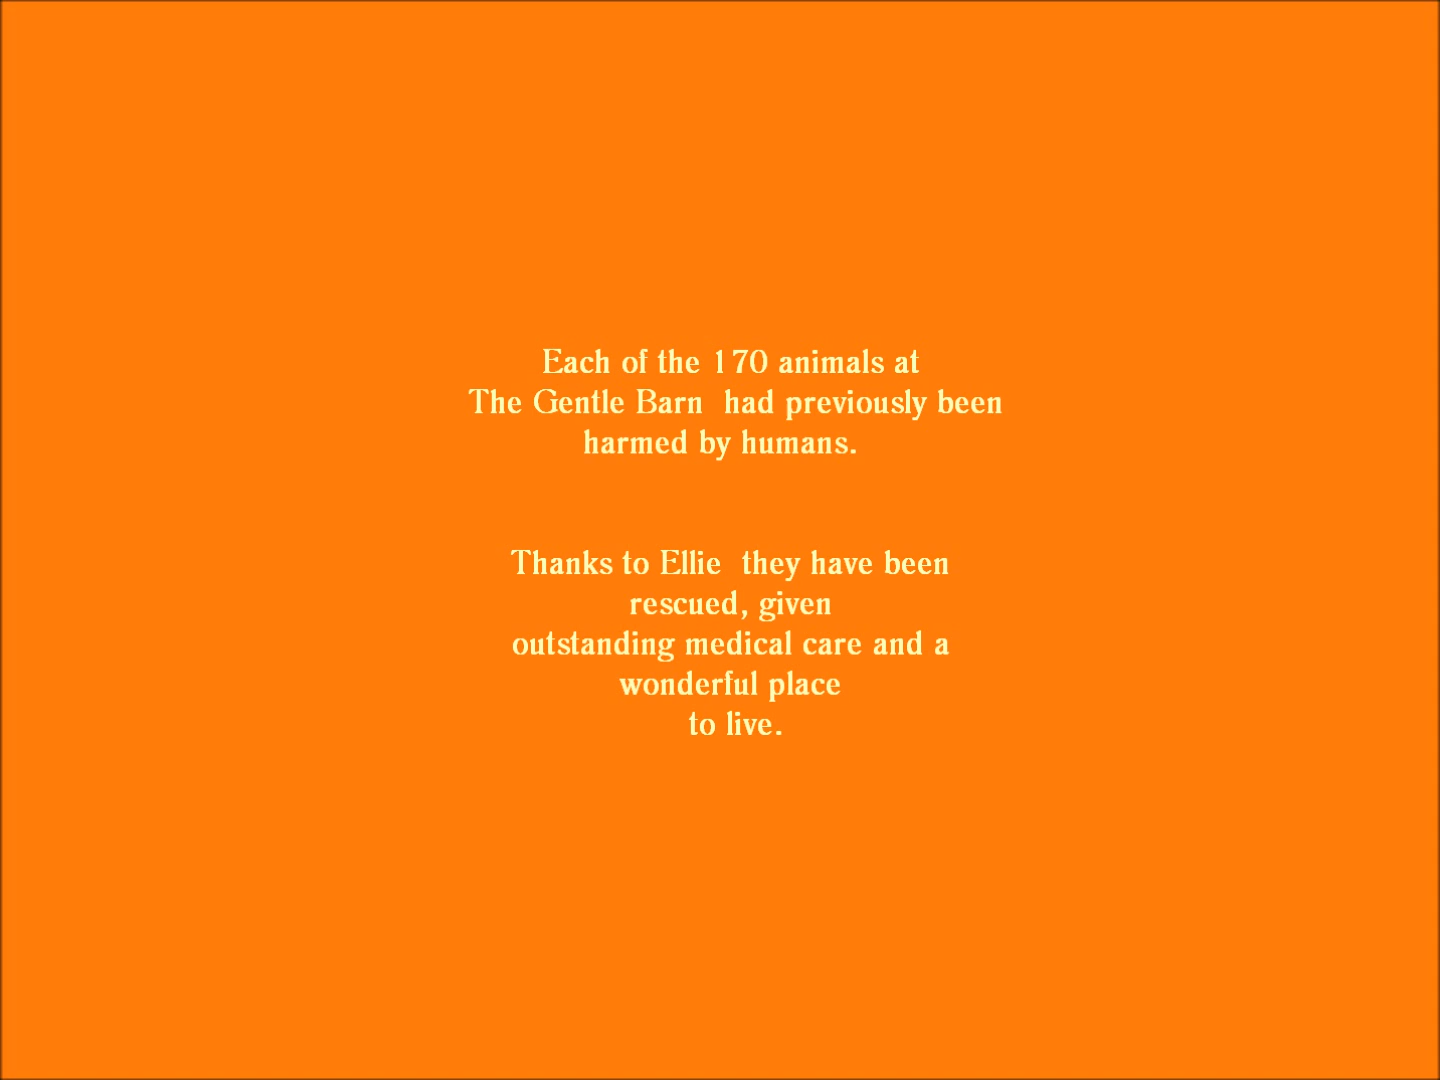 Each of the 170 animals at
The Gentle Barn  had previously been
harmed by humans.
Thanks to Ellie  they have been
rescued, given
outstanding medical care and a
wonderful place
to live.